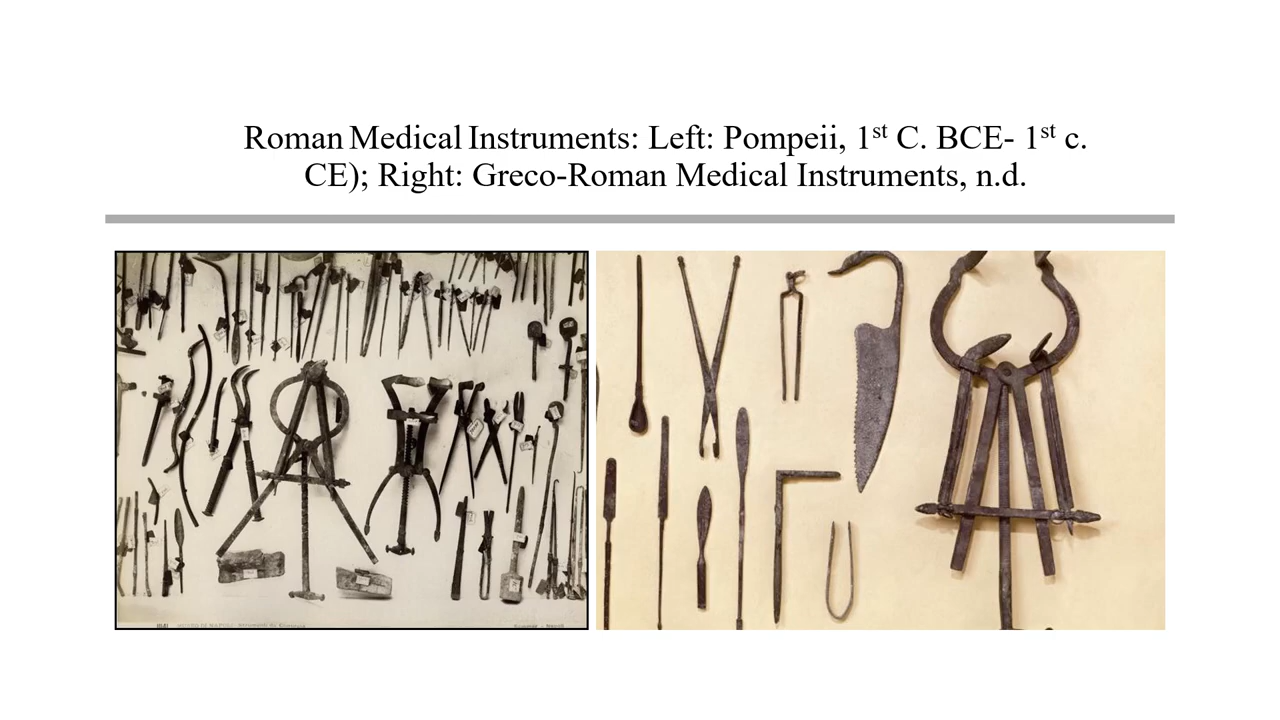 Roman Medical Instruments: Left: Pompeii, 1st C. BCE- 1st c.
CE); Right: Greco-Roman Medical Instruments, n.d.